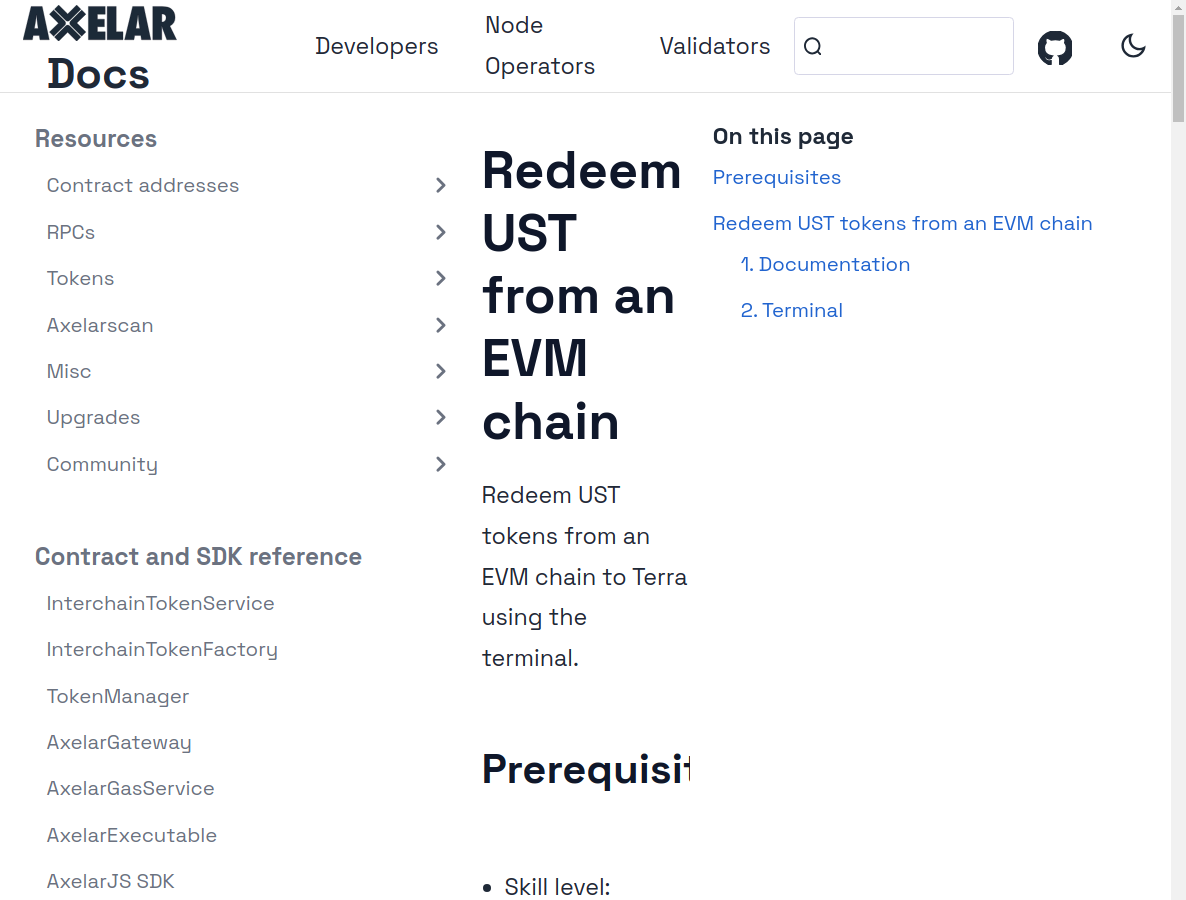 AXELAR
Docs
Developers
Node
Operators
Validators
Resources
Contract addresses
RPCs
Tokens
Axelarscan
Misc
Upgrades
Community
Contract and SDK reference
InterchainTokenService
InterchainTokenFactory
TokenManager
AxelarGateway
AxelarGasService
AxelarExecutable
AxelarJS SDK
Redeem
UST
from an
EVM
chain
Redeem UST
tokens from an
EVM chain to Terra
using the
terminal.
Prerequisit
Skill level:
On this page
Prerequisites
Redeem UST tokens from an EVM chain
1. Documentation
2. Terminal